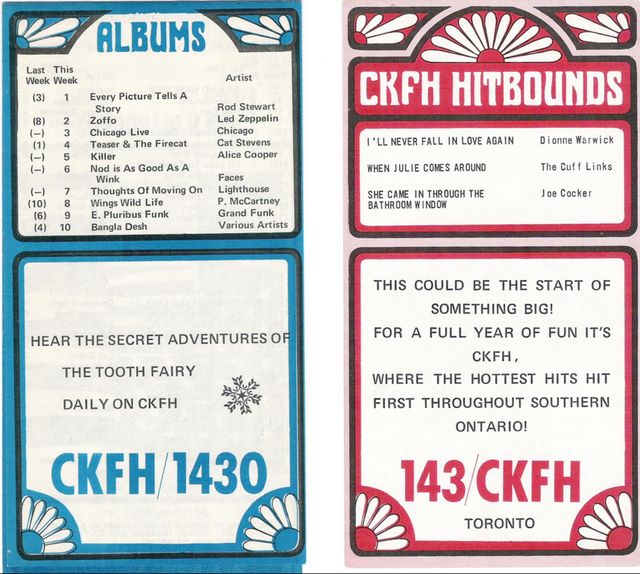 ALBUMS
Last This
Week Week Artist
(3) 1 Every Picture Tells A
Story Rod Stewart
(8) 2 Zoffo Led Zeppelin
(—) 3 Chicago Live Chicago
(1) 4 Teaser & The Firecat Cat Stevens
(—) 5 Killer Alice Cooper
(—) 6 Nod is As Good As A
Wink Faces
(—) 7 Thoughts Of Moving On Lighthouse
(10) 8 Wings Wild Life P. McCartney
(6) 9 E. Pluribus Funk Grand Funk
(4) 10 Bangla Desh Various Artists
HEAR THE SECRET ADVENTURES OF
THE TOOTH FAIRY
DAILY ON CKFH
CKFH/1430
CKFH HITBOUNDS
I'LL NEVER FALL IN LOVE AGAIN Dionne Warwick
WHEN JULIE COMES AROUND The Cuff Links
SHE CAME IN THROUGH THE Joe Cocker
BATHROOM WINDOW
THIS COULD BE THE START OF
SOMETHING BIG!
FOR A FULL YEAR OF FUN IT'S
CKFH,
WHERE THE HOTTEST HITS HIT
FIRST THROUGHOUT SOUTHERN
ONTARIO!
143/CKFH
TORONTO